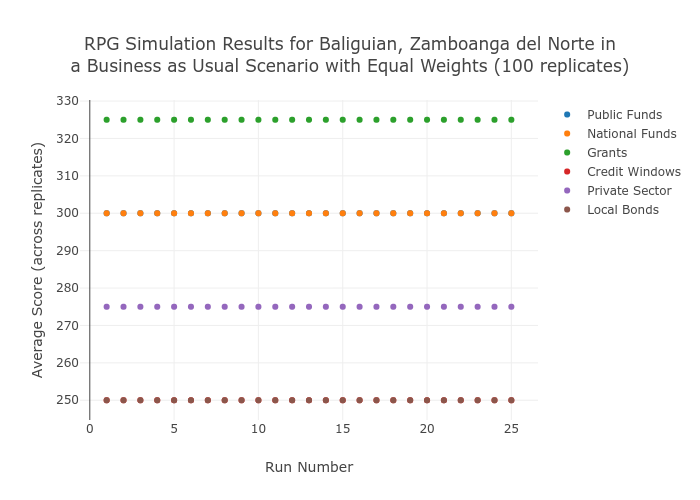 RPG Simulation Results for Baliguian, Zamboanga del Norte in
a Business as Usual Scenario with Equal Weights (100 replicates)
330
320
310
300
290
280
270
260
250
Average Score (across replicates)
0
5
10
15
20
25
Run Number
Public Funds
National Funds
Grants
Credit Windows
Private Sector
Local Bonds